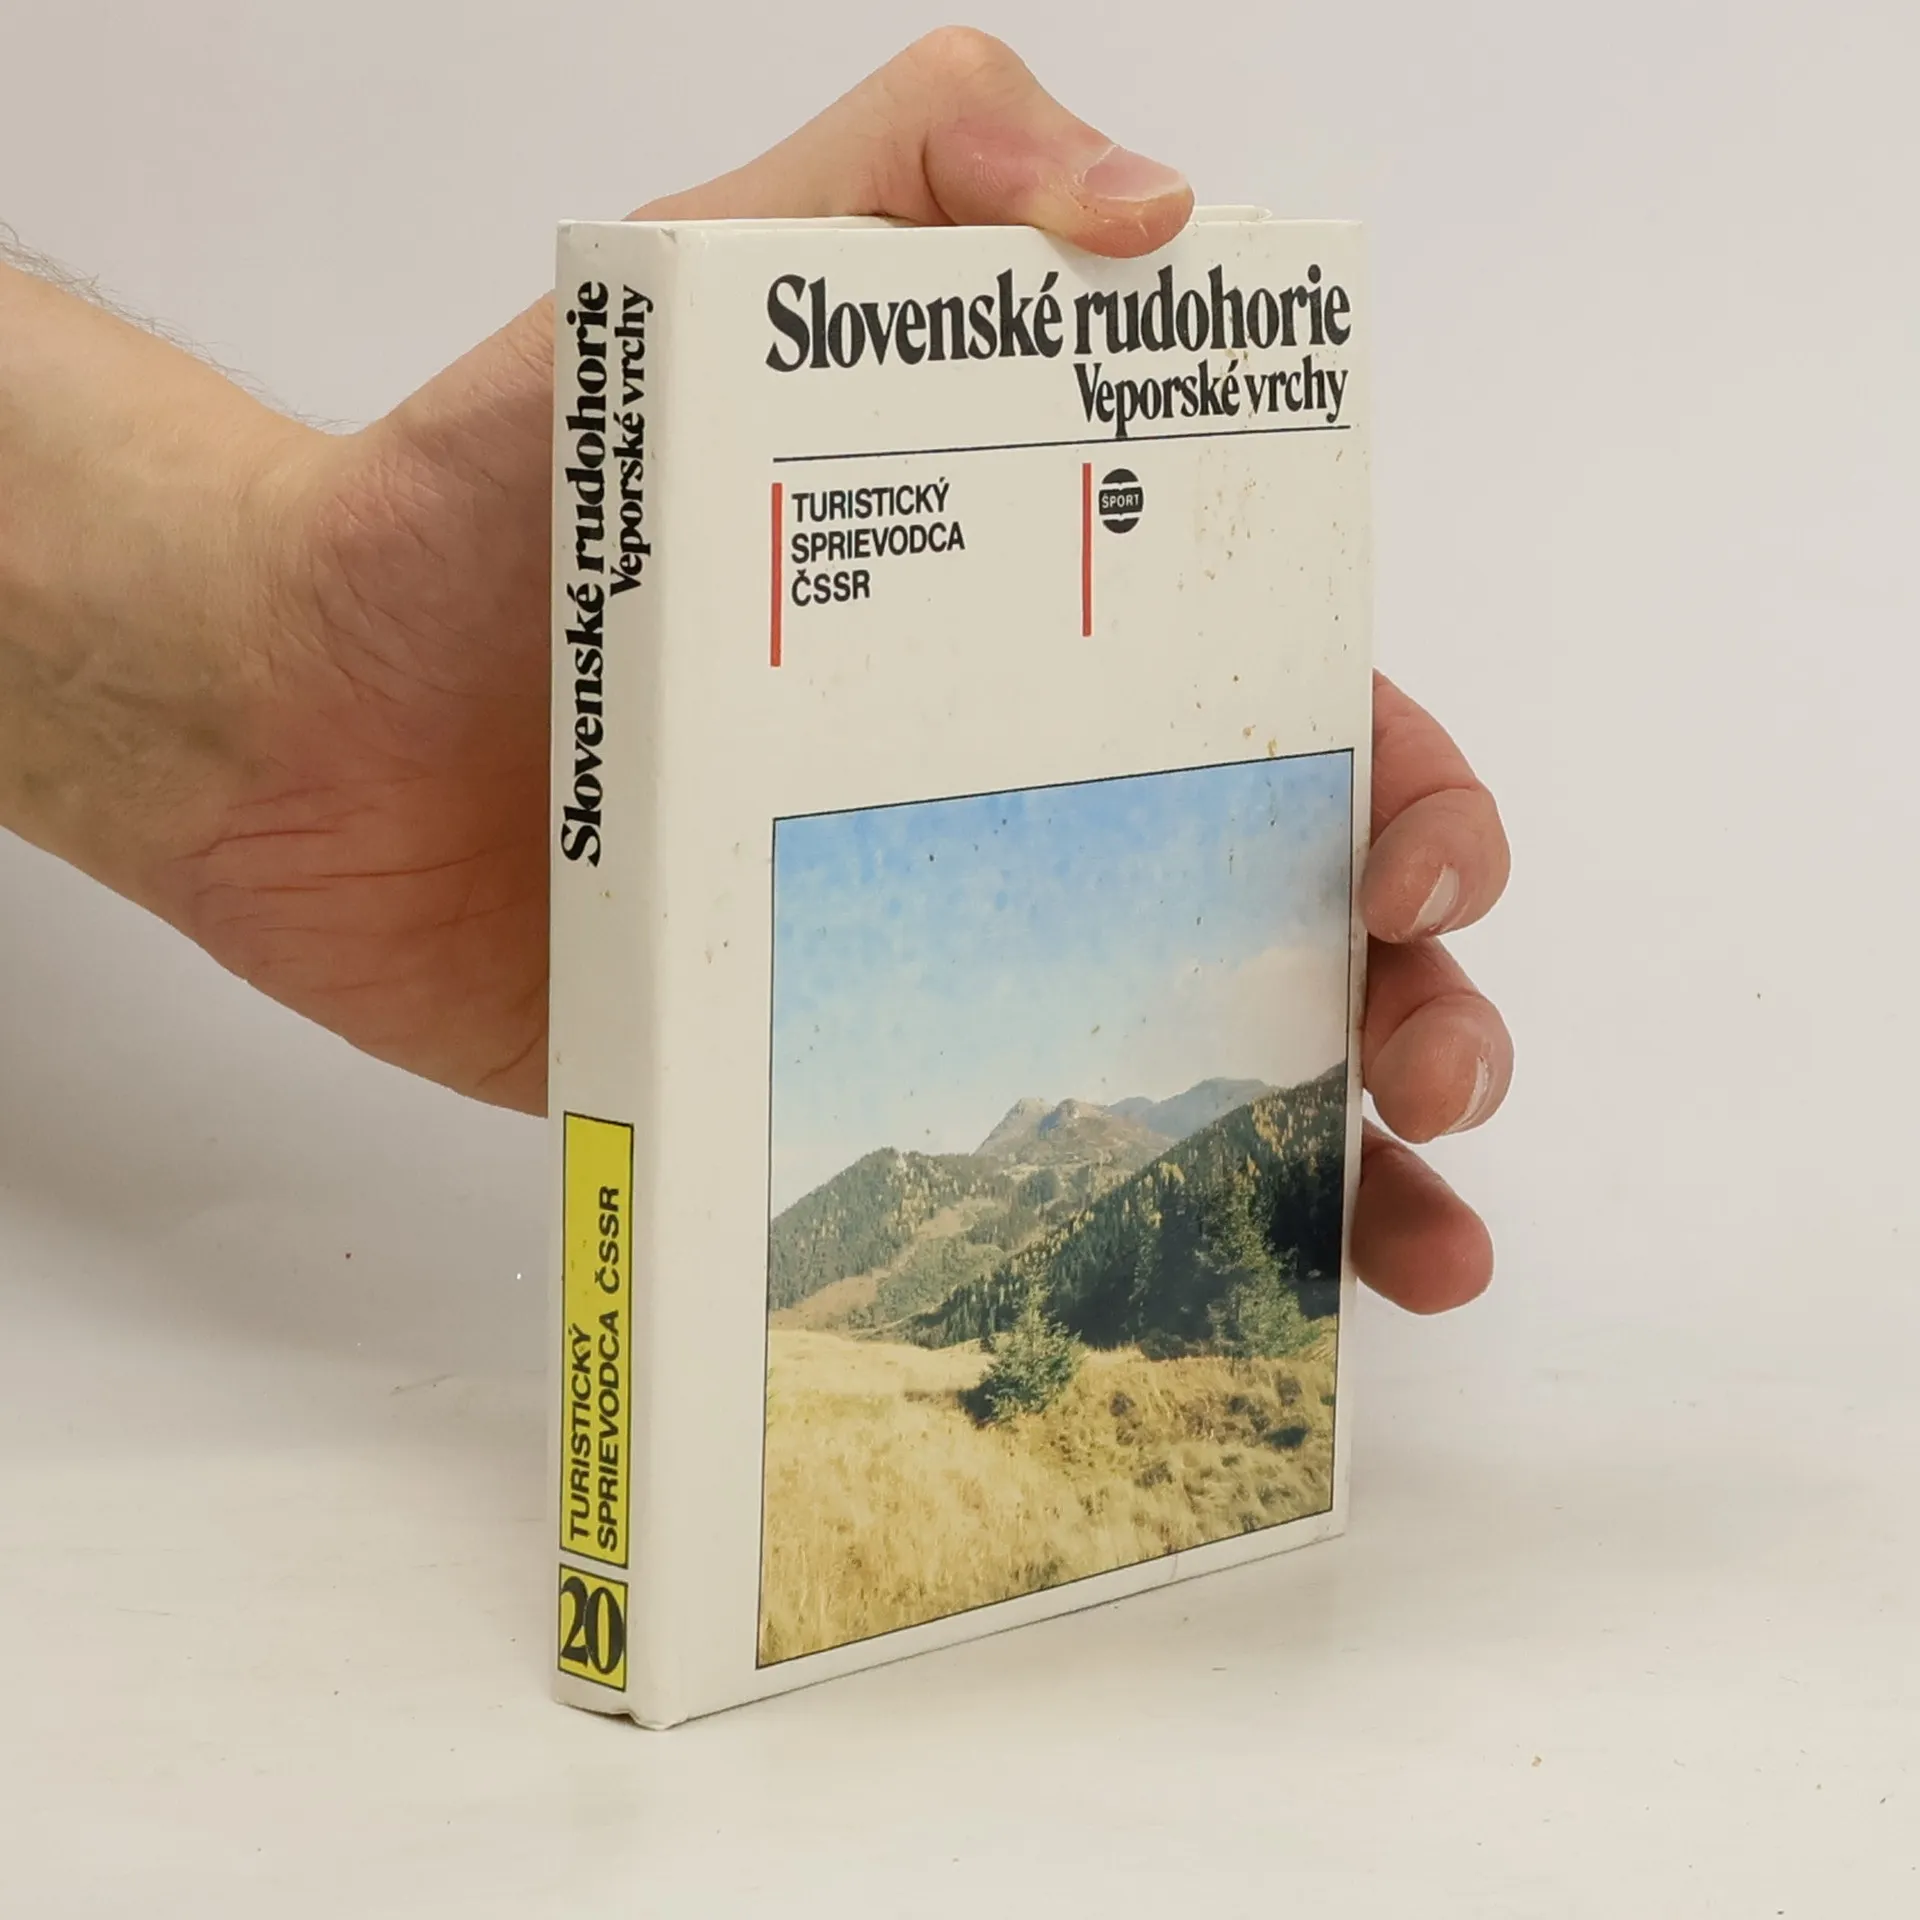 Slovenské rudohorie
Veporské vrchy
TURISTICKÝ
SPRIEVODCA
ČSSR
ŠPORT
Slovenské rudohorie
Veporské vrchy
TURISTICKÝ
SPRIEVODCA ČSSR
20